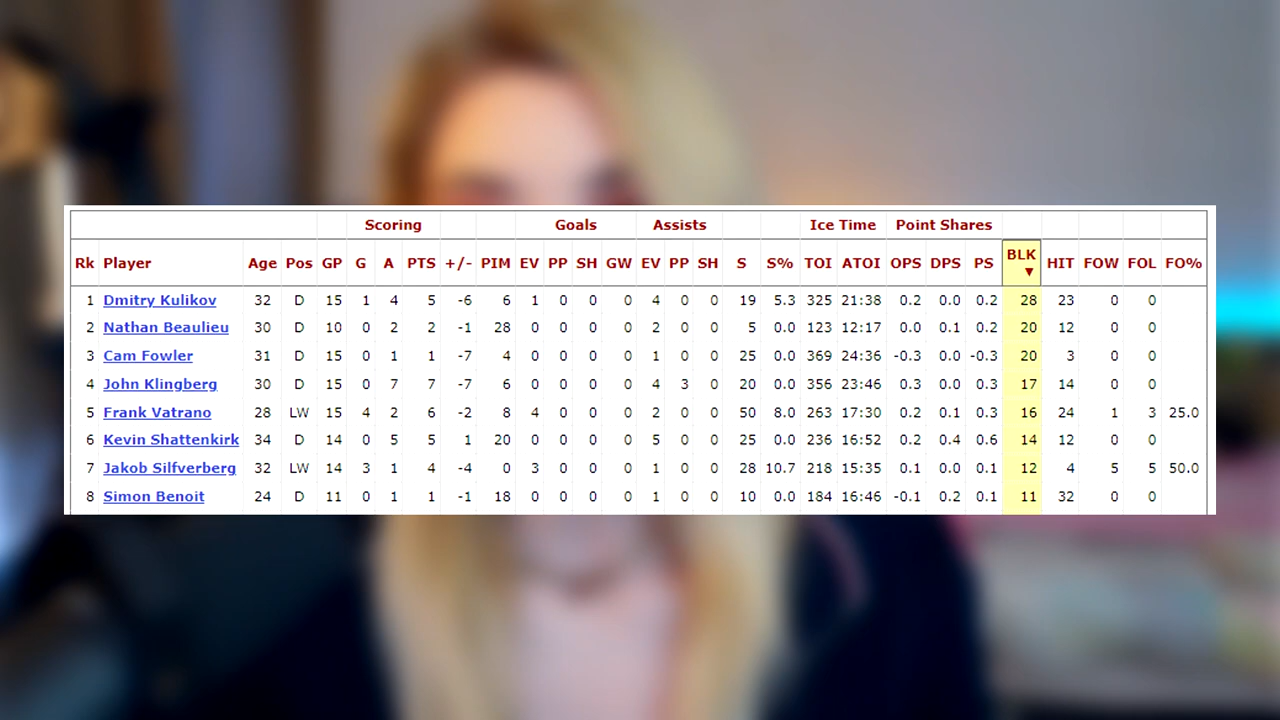 Scoring Goals Assists Ice Time Point Shares
Rk Player Age Pos GP G A PTS +/- PIM EV PP SH GW EV PP SH S S% TOI ATOI OPS DPS PS BLK ▼ HIT FOW FOL FO%
1 Dmitry Kulikov 32 D 15 1 4 5 -6 6 1 0 0 0 4 0 0 19 5.3 325 21:38 0.2 0.0 0.2 28 23 0 0
2 Nathan Beaulieu 30 D 10 0 2 2 -1 28 0 0 0 0 2 0 0 5 0.0 123 12:17 0.0 0.1 0.2 20 12 0 0
3 Cam Fowler 31 D 15 0 1 1 -7 4 0 0 0 0 1 0 0 25 0.0 369 24:36 -0.3 0.0 -0.3 20 3 0 0
4 John Klingberg 30 D 15 0 7 7 -7 6 0 0 0 0 4 3 0 20 0.0 356 23:46 0.3 0.0 0.3 17 14 0 0
5 Frank Vatrano 28 LW 15 4 2 6 -2 8 4 0 0 0 2 0 0 50 8.0 263 17:30 0.2 0.1 0.3 16 24 1 3 25.0
6 Kevin Shattenkirk 34 D 14 0 5 5 1 20 0 0 0 0 5 0 0 25 0.0 236 16:52 0.2 0.4 0.6 14 12 0 0
7 Jakob Silfverberg 32 LW 14 3 1 4 -4 0 3 0 0 0 1 0 0 28 10.7 218 15:35 0.1 0.0 0.1 12 4 5 5 50.0
8 Simon Benoit 24 D 11 0 1 1 -1 18 0 0 0 0 1 0 0 10 0.0 184 16:46 -0.1 0.2 0.1 11 32 0 0